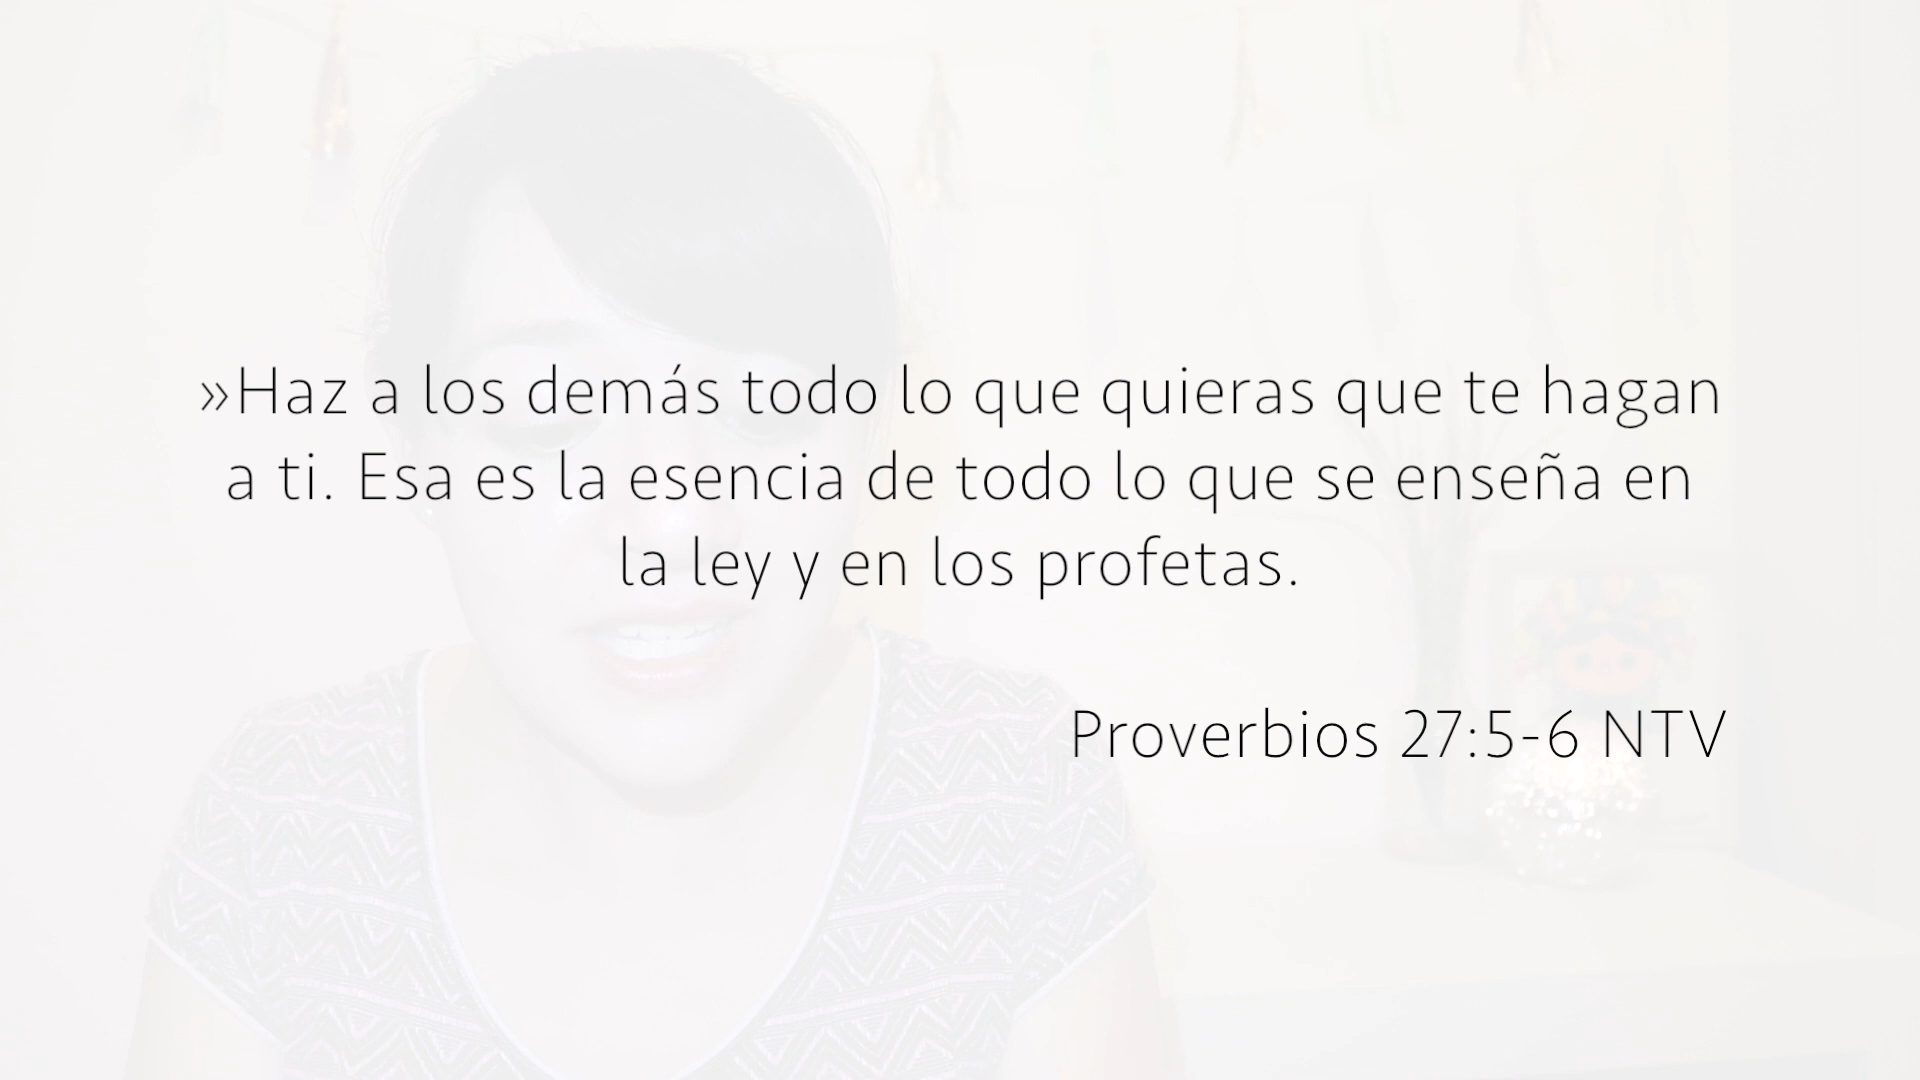 »Haz a los demás todo lo que quieras que te hagan
a ti. Esa es la esencia de todo lo que se enseña en
la ley y en los profetas.
Proverbios 27:5-6 NTV